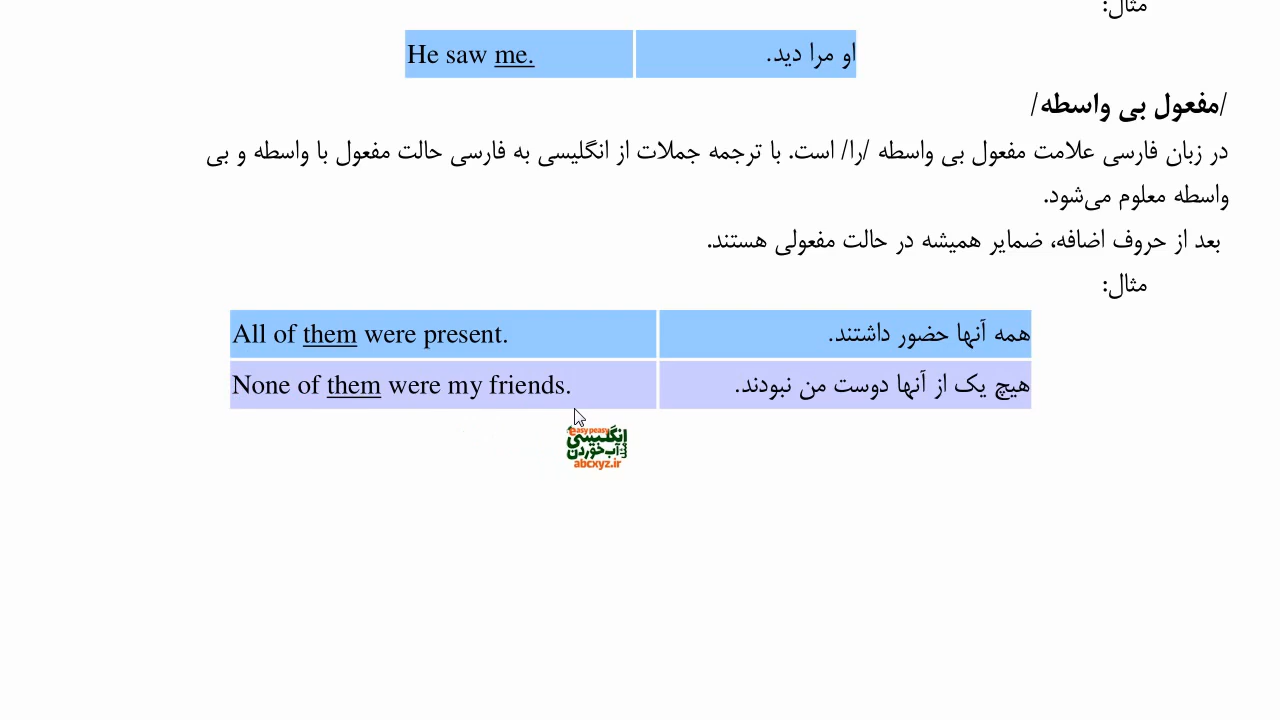 مثال:
He saw me. او مرا دید.
/مفعول بی واسطه/
در زبان فارسی علامت مفعول بی واسطه /را/ است. با ترجمه جملات از انگلیسی به فارسی حالت مفعول با واسطه و بی
واسطه معلوم می‌شود.
بعد از حروف اضافه، ضمایر همیشه در حالت مفعولی هستند.
مثال:
All of them were present. همه آنها حضور داشتند.
None of them were my friends. هیچ یک از آنها دوست من نبودند.
easy peasy
انگلیسی
مثل آب خوردن
abcxyz.ir